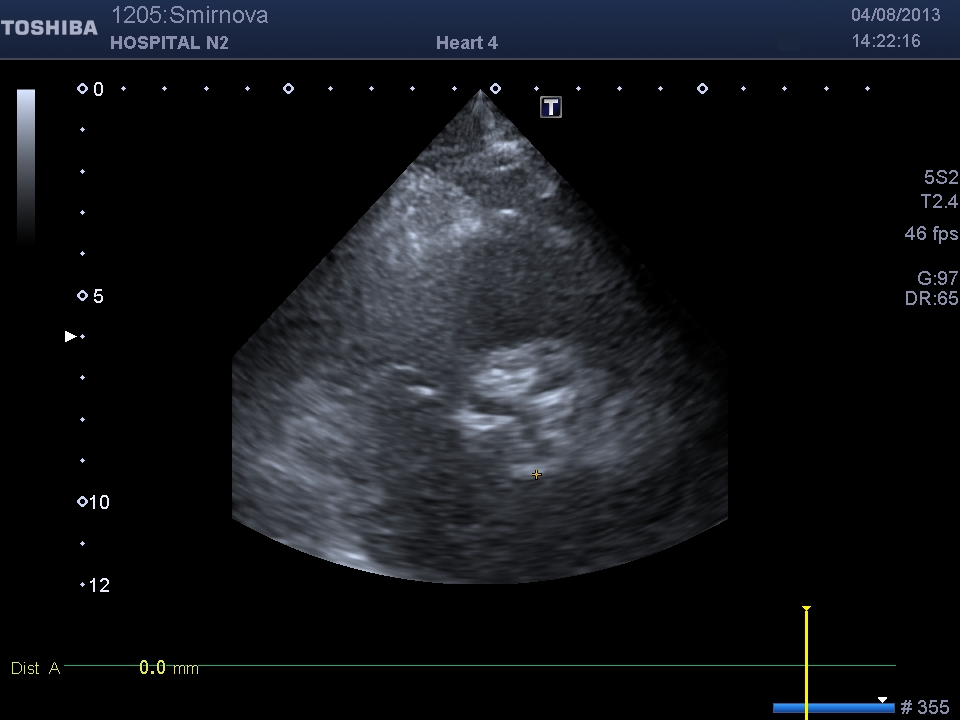 TOSHIBA
1205:Smirnova
HOSPITAL N2
Heart 4
04/08/2013
14:22:16
T
0
5
10
12
5S2
T2.4
46 fps
G:97
DR:65
Dist A 0.0 mm
# 355